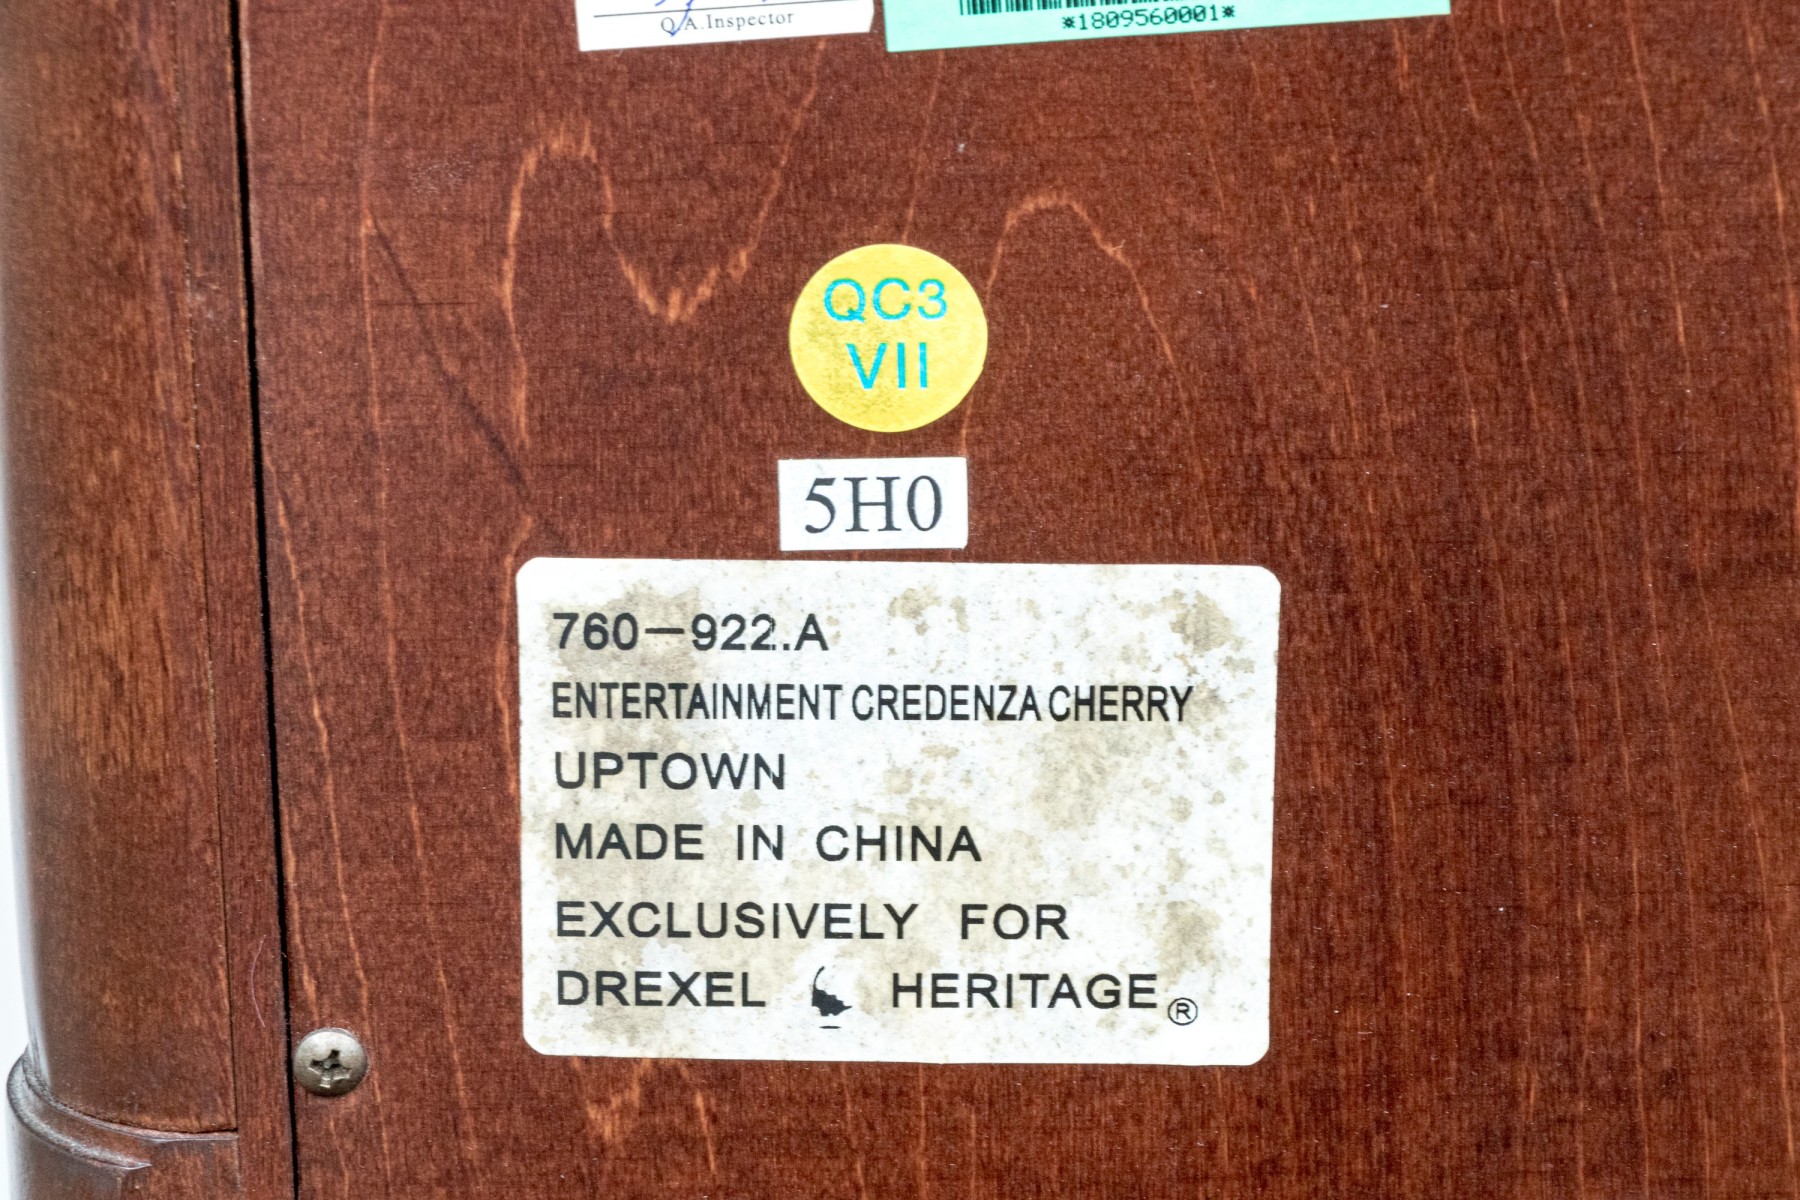 Q.A.Inspector
*1809560001*
QC3
VII
5H0
760-922.A
ENTERTAINMENT CREDENZA CHERRY
UPTOWN
MADE IN CHINA
EXCLUSIVELY FOR
DREXEL HERITAGE®